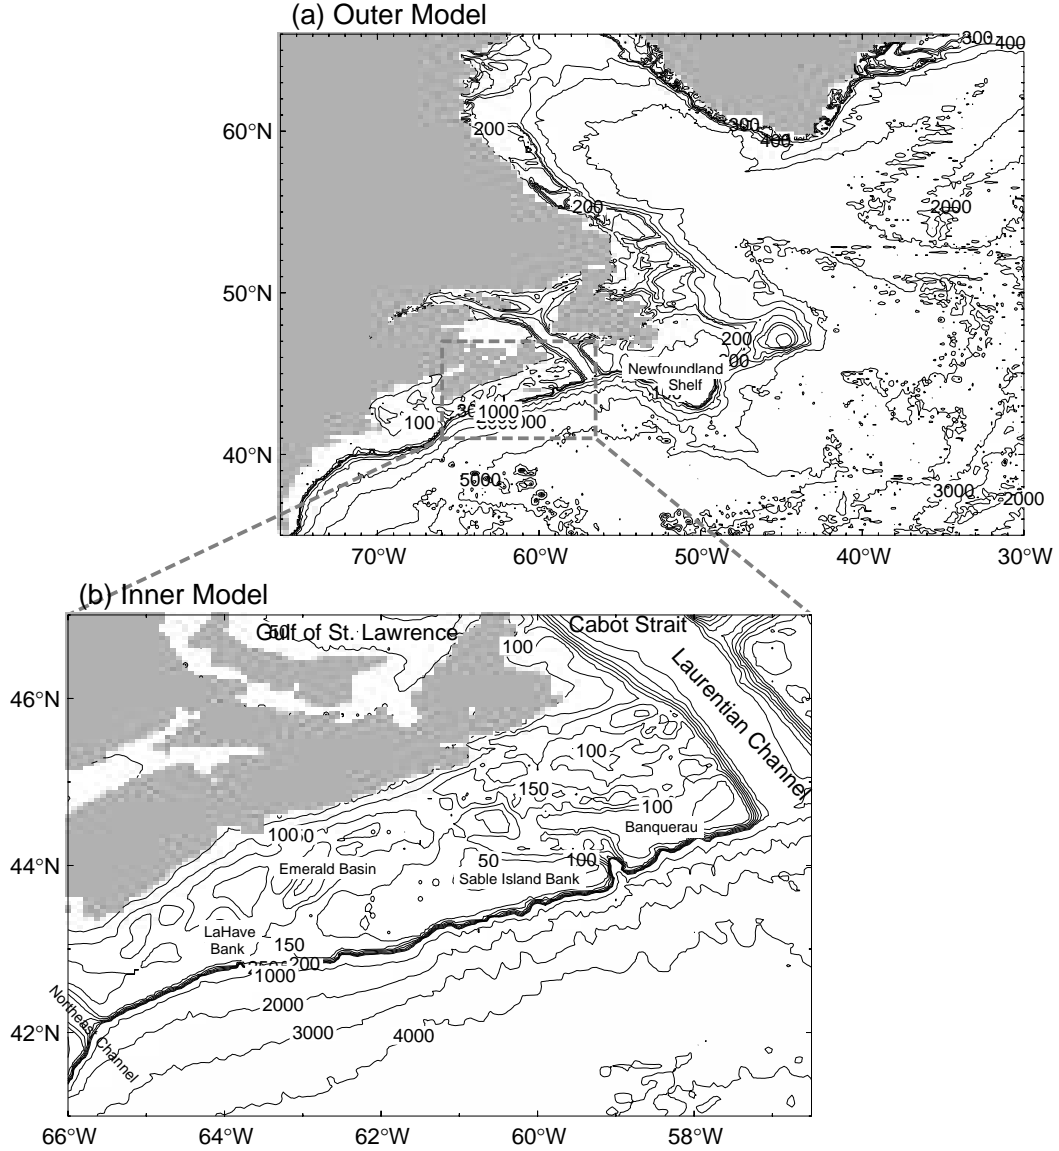 (a) Outer Model
300
400
60°N
200
300
400
200
2000
50°N
200
Newfoundland
Shelf
100
1000
40°N
5000
3000
2000
70°W
60°W
50°W
40°W
30°W
(b) Inner Model
Gulf of St. Lawrence
50
Cabot Strait
100
Laurentian Channel
46°N
100
150
100
Banquerau
100
44°N
Emerald Basin
50
100
Sable Island Bank
LaHave
Bank
150
200
1000
Northeast Channel
2000
42°N
3000
4000
66°W
64°W
62°W
60°W
58°W